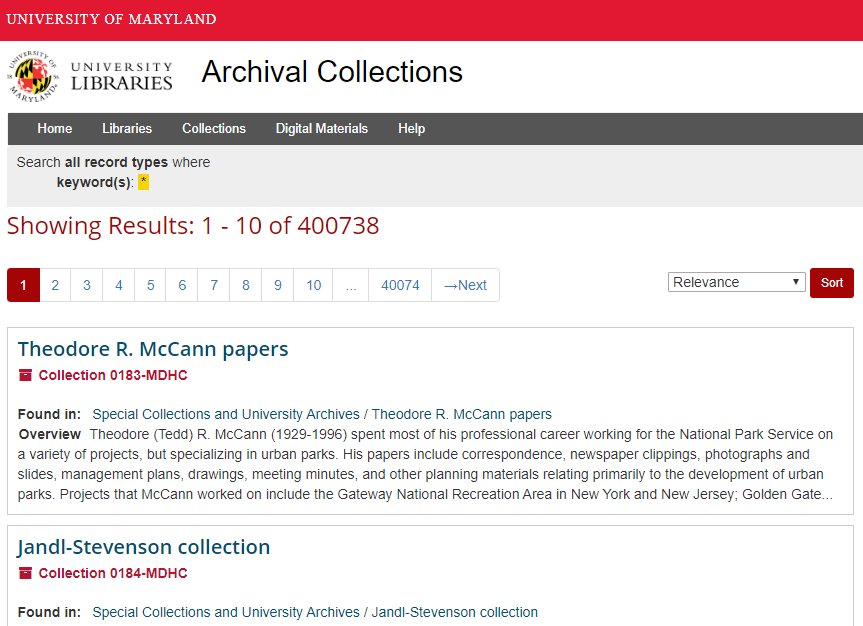 UNIVERSITY OF MARYLAND
UNIVERSITY OF
MARYLAND
18 56
UNIVERSITY
LIBRARIES
Archival Collections
Home Libraries Collections Digital Materials Help
Search all record types where
keyword(s): *
Showing Results: 1 - 10 of 400738
1 2 3 4 5 6 7 8 9 10 ... 40074 →Next
Relevance ▼ Sort
Theodore R. McCann papers
Collection 0183-MDHC
Found in: Special Collections and University Archives / Theodore R. McCann papers
Overview Theodore (Tedd) R. McCann (1929-1996) spent most of his professional career working for the National Park Service on
a variety of projects, but specializing in urban parks. His papers include correspondence, newspaper clippings, photographs and
slides, management plans, drawings, meeting minutes, and other planning materials relating primarily to the development of urban
parks. Projects that McCann worked on include the Gateway National Recreation Area in New York and New Jersey; Golden Gate...
Jandl-Stevenson collection
Collection 0184-MDHC
Found in: Special Collections and University Archives / Jandl-Stevenson collection